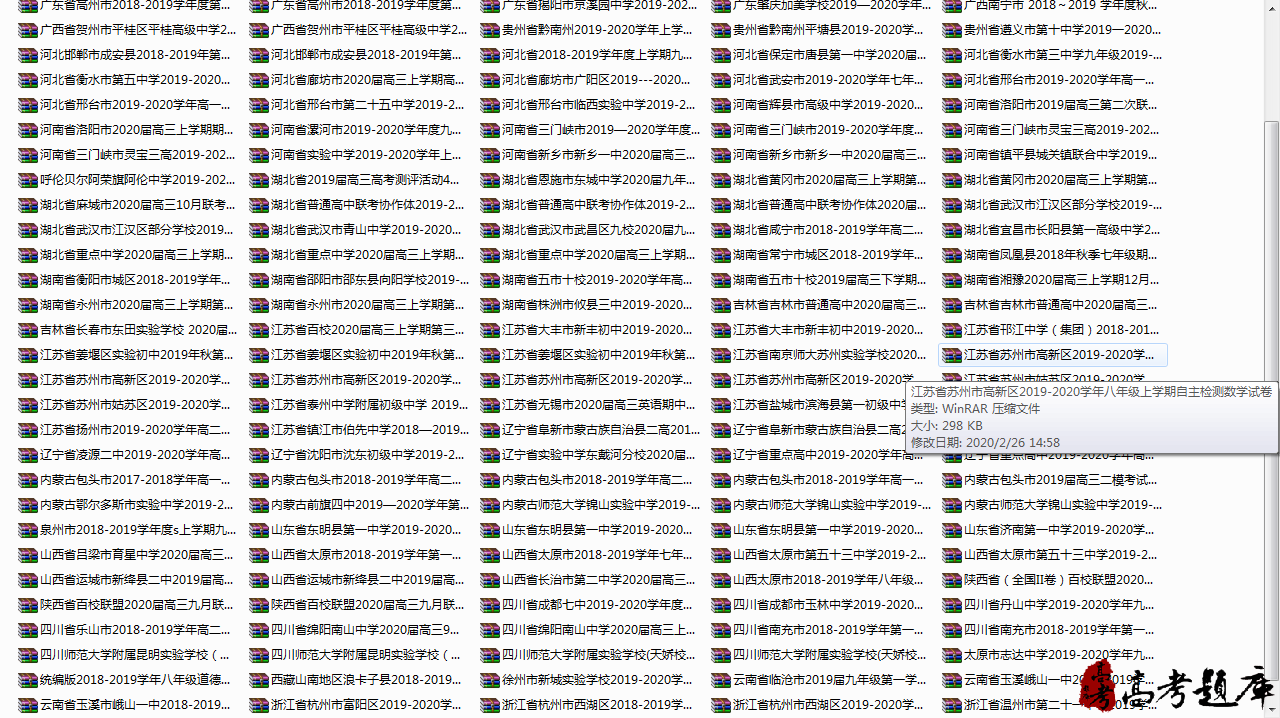 广东省高州市2018-2019学年度第... 广东省高州市2018-2019学年度第... 广东省揭阳市京溪园中学2019-202... 广东肇庆加美学校2019—2020学年... 广西南宁市 2018～2019 学年度秋...
广西省贺州市平桂区平桂高级中学2... 广西省贺州市平桂区平桂高级中学2... 贵州省黔南州2019-2020学年上学... 贵州省黔南州平塘县2019-2020学... 贵州省遵义市第十中学2019—2020...
河北邯郸市成安县2018-2019年第... 河北邯郸市成安县2018-2019年第... 河北省2018-2019学年度上学期九... 河北省保定市唐县第一中学2020届... 河北省衡水市第三中学九年级2019-...
河北省衡水市第五中学2019-2020... 河北省廊坊市2020届高三上学期高... 河北省廊坊市广阳区2019---2020... 河北省武安市2019-2020学年七年... 河北省邢台市2019-2020学年高一...
河北省邢台市2019-2020学年高一... 河北省邢台市第二十五中学2019-2... 河北省邢台市临西实验中学2019-2... 河南省辉县市高级中学2019-2020... 河南省洛阳市2019届高三第二次联...
河南省洛阳市2020届高三上学期期... 河南省漯河市2019-2020学年度九... 河南省三门峡市2019—2020学年度... 河南省三门峡市2019-2020学年度... 河南省三门峡市灵宝三高2019-202...
河南省三门峡市灵宝三高2019-202... 河南省实验中学2019-2020学年上... 河南省新乡市新乡一中2020届高三... 河南省新乡市新乡一中2020届高三... 河南省镇平县城关镇联合中学2019...
呼伦贝尔阿荣旗阿伦中学2019-202... 湖北省2019届高三高考测评活动4... 湖北省恩施市东城中学2020届九年... 湖北省黄冈市2020届高三上学期第... 湖北省黄冈市2020届高三上学期第...
湖北省麻城市2020届高三10月联考... 湖北省普通高中联考协作体2019-2... 湖北省普通高中联考协作体2019-2... 湖北省普通高中联考协作体2020届... 湖北省武汉市江汉区部分学校2019-...
湖北省武汉市江汉区部分学校2019... 湖北省武汉市青山中学2019-2020... 湖北省武汉市武昌区九校2020届九... 湖北省咸宁市2018-2019学年高二... 湖北省宜昌市长阳县第一高级中学2...
湖北省重点中学2020届高三上学期... 湖北省重点中学2020届高三上学期... 湖北省重点中学2020届高三上学期... 湖南省常宁市城区2018-2019学年... 湖南省凤凰县2018年秋季七年级期...
湖南省衡阳市城区2018-2019学年... 湖南省邵阳市邵东县向阳学校2019-... 湖南省五市十校2019-2020学年高... 湖南省五市十校2019届高三下学期... 湖南省湘豫2020届高三上学期12月...
湖南省永州市2020届高三上学期第... 湖南省永州市2020届高三上学期第... 湖南省株洲市攸县三中2019-2020... 吉林省吉林市普通高中2020届高三... 吉林省吉林市普通高中2020届高三...
吉林省长春市东田实验学校 2020届... 江苏省百校2020届高三上学期第三... 江苏省大丰市新丰初中2019-2020... 江苏省大丰市新丰初中2019-2020... 江苏省邗江中学（集团）2018-201...
江苏省姜堰区实验初中2019年秋第... 江苏省姜堰区实验初中2019年秋第... 江苏省姜堰区实验初中2019年秋第... 江苏省南京师大苏州实验学校2020... 江苏省苏州市高新区2019-2020学...
江苏省苏州市高新区2019-2020学... 江苏省苏州市高新区2019-2020学... 江苏省苏州市高新区2019-2020学... 江苏省苏州市高新区2019-2020学... 江苏省苏州市姑苏区2019-2020学...
江苏省苏州市高新区2019-2020学年八年级上学期自主检测数学试卷
类型: WinRAR 压缩文件
大小: 298 KB
修改日期: 2020/2/26 14:58
江苏省苏州市姑苏区2019-2020学... 江苏省泰州中学附属初级中学 2019... 江苏省无锡市2020届高三英语期中... 江苏省盐城市滨海县第一初级中学
江苏省扬州市2019-2020学年高二... 江苏省镇江市伯先中学2018—2019... 辽宁省阜新市蒙古族自治县二高201... 辽宁省阜新市蒙古族自治县二高2
辽宁省凌源二中2019-2020学年高... 辽宁省沈阳市沈东初级中学2019-2... 辽宁省实验中学东戴河分校2020届... 辽宁省重点高中2019-2020学年高... 辽宁省重点高中2019-2020学年高...
内蒙古包头市2017-2018学年高一... 内蒙古包头市2018-2019学年高二... 内蒙古包头市2018-2019学年高二... 内蒙古包头市2018-2019学年高一... 内蒙古包头市2019届高三二模考试...
内蒙古鄂尔多斯市实验中学2019-2... 内蒙古前旗四中2019—2020学年第... 内蒙古师范大学锦山实验中学2019-... 内蒙古师范大学锦山实验中学2019-... 内蒙古师范大学锦山实验中学2019-...
泉州市2018-2019学年度s上学期九... 山东省东明县第一中学2019-2020... 山东省东明县第一中学2019-2020... 山东省东明县第一中学2019-2020... 山东省济南第一中学2019-2020学...
山西省吕梁市育星中学2020届高三... 山西省太原市2018-2019学年第一... 山西省太原市2018-2019学年七年... 山西省太原市第五十三中学2019-2... 山西省太原市第五十三中学2019-2...
山西省运城市新绛县二中2019届高... 山西省运城市新绛县二中2019届高... 山西省长治市第二中学2020届高三... 山西太原市2018-2019学年八年级... 陕西省（全国II卷）百校联盟2020...
陕西省百校联盟2020届高三九月联... 陕西省百校联盟2020届高三九月联... 四川省成都七中2019-2020学年度... 四川省成都市玉林中学2019-2020... 四川省丹山中学2019-2020学年九...
四川省乐山市2018-2019学年高二... 四川省绵阳南山中学2020届高三9... 四川省绵阳南山中学2020届高三上... 四川省南充市2018-2019学年第一... 四川省南充市2018-2019学年第一...
四川师范大学附属昆明实验学校（... 四川师范大学附属昆明实验学校（... 四川师范大学附属实验学校(天娇校... 四川师范大学附属实验学校(天娇校... 太原市志达中学2019-2020学年九...
统编版2018-2019学年八年级道德... 西藏山南地区浪卡子县2018-2019... 徐州市新城实验学校2019-2020学... 云南省临沧市2019届九年级第一学... 云南省玉溪峨山一中2
云南省玉溪市峨山一中2018-2019... 浙江省杭州市富阳区2019-2020学... 浙江省杭州市西湖区2018-2019学... 浙江省杭州市西湖区2019-2020学... 浙江省温州市第二十
高考题库